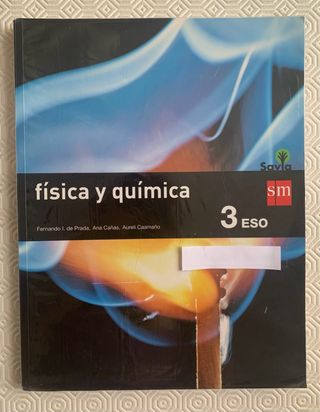 Savia
física y química
sm
Fernando I. de Prada, Ana Cañas, Aureli Caamaño
3 ESO